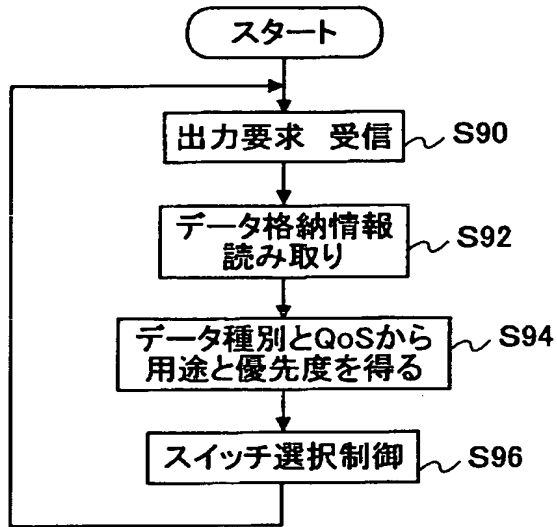 スタート
出力要求 受信 S90
データ格納情報
読み取り S92
データ種別とQoSから
用途と優先度を得る S94
スイッチ選択制御 S96